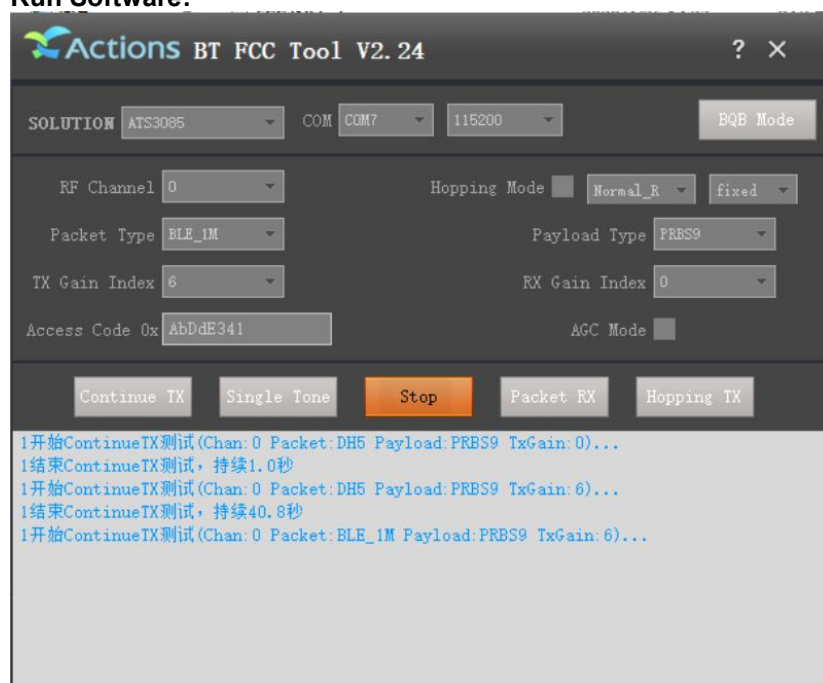 Run Software:
Actions BT FCC Tool V2.24 ? ×
SOLUTION ATS3085 COM COM7 115200 BQB Mode
RF Channel 0 Hopping Mode Normal_R fixed
Packet Type BLE_1M Payload Type PRBS9
TX Gain Index 6 RX Gain Index 0
Access Code 0x AbDdE341 AGC Mode
Continue TX Single Tone Stop Packet RX Hopping TX
1开始ContinueTX测试(Chan:0 Packet:DH5 Payload:PRBS9 TxGain:0)...
1结束ContinueTX测试，持续1.0秒
1开始ContinueTX测试(Chan:0 Packet:DH5 Payload:PRBS9 TxGain:6)...
1结束ContinueTX测试，持续40.8秒
1开始ContinueTX测试(Chan:0 Packet:BLE_1M Payload:PRBS9 TxGain:6)...